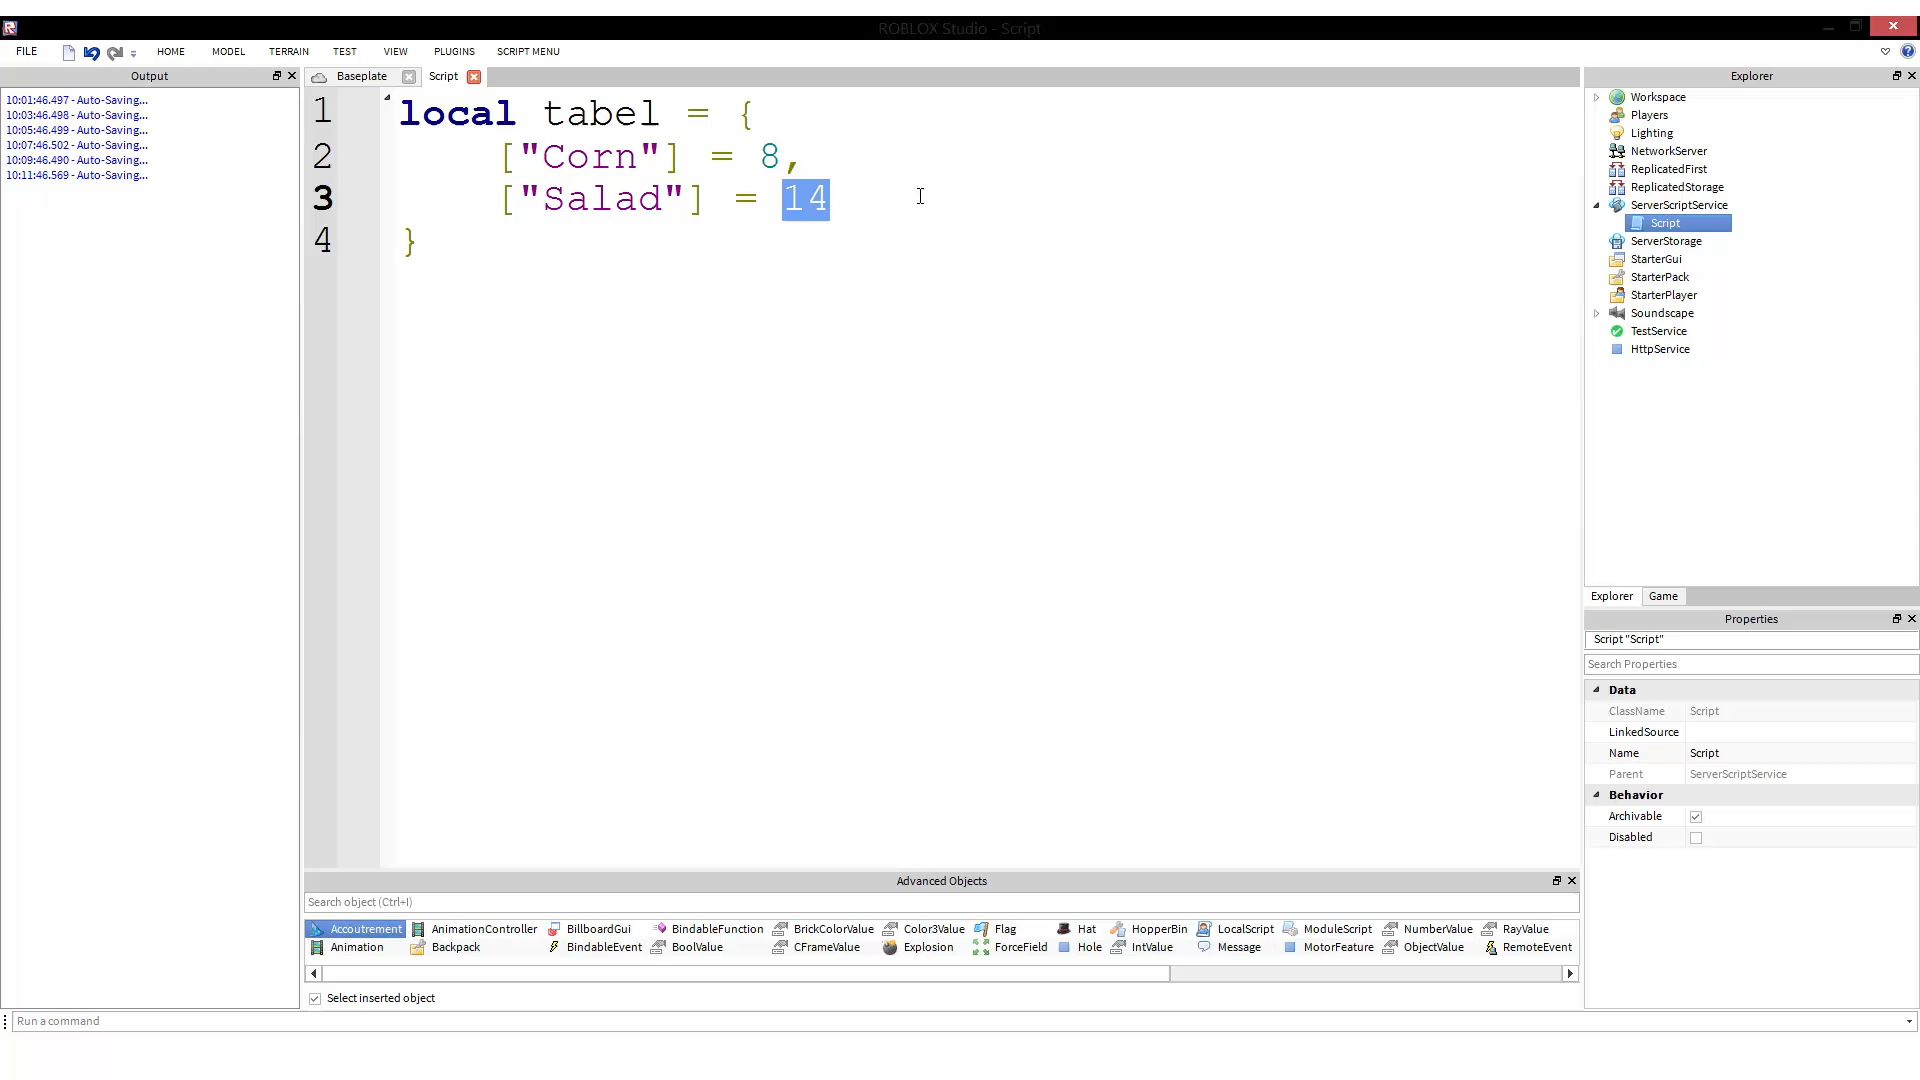 ROBLOX Studio - Script
FILE HOME MODEL TERRAIN TEST VIEW PLUGINS SCRIPT MENU
Output
10:01:46.497 - Auto-Saving...
10:03:46.498 - Auto-Saving...
10:05:46.499 - Auto-Saving...
10:07:46.502 - Auto-Saving...
10:09:46.490 - Auto-Saving...
10:11:46.569 - Auto-Saving...
Baseplate Script
1 local tabel = {
2 ["Corn"] = 8,
3 ["Salad"] = 14
4 }
Explorer
Workspace
Players
Lighting
NetworkServer
ReplicatedFirst
ReplicatedStorage
ServerScriptService
Script
ServerStorage
StarterGui
StarterPack
StarterPlayer
Soundscape
TestService
HttpService
Explorer Game
Properties
Script "Script"
Search Properties
Data
ClassName Script
LinkedSource
Name Script
Parent ServerScriptService
Behavior
Archivable
Disabled
Advanced Objects
Search object (Ctrl+I)
Accoutrement AnimationController BillboardGui BindableFunction BrickColorValue Color3Value Flag Hat HopperBin LocalScript ModuleScript NumberValue RayValue
Animation Backpack BindableEvent BoolValue CFrameValue Explosion ForceField Hole IntValue Message MotorFeature ObjectValue RemoteEvent
Select inserted object
Run a command